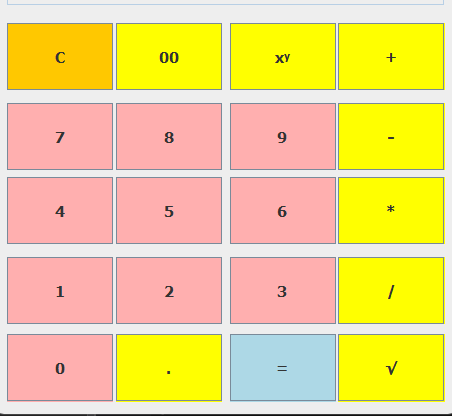 C 00 xʸ +
7 8 9 -
4 5 6 *
1 2 3 /
0 . = √